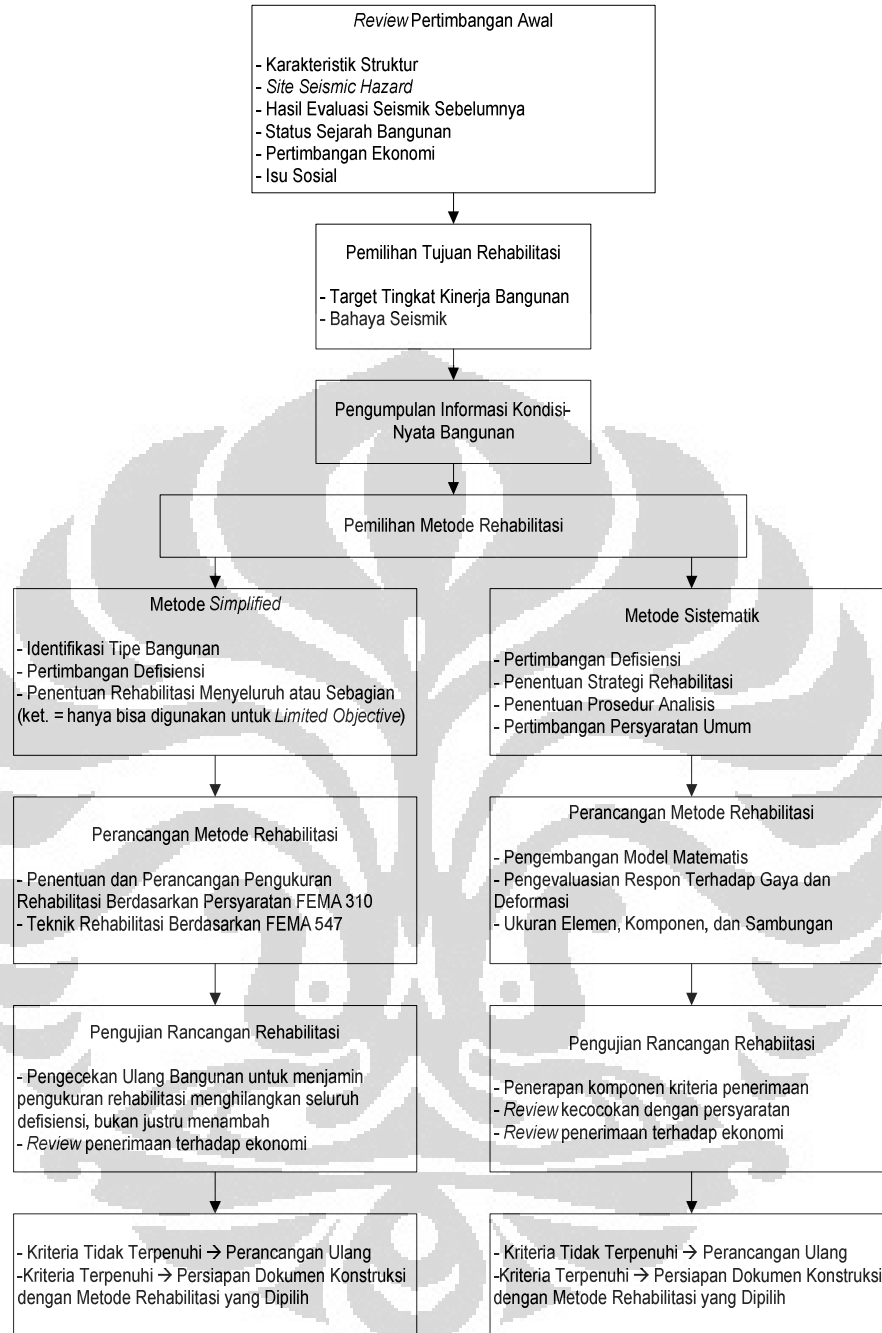 Review Pertimbangan Awal
- Karakteristik Struktur
- Site Seismic Hazard
- Hasil Evaluasi Seismik Sebelumnya
- Status Sejarah Bangunan
- Pertimbangan Ekonomi
- Isu Sosial
Pemilihan Tujuan Rehabilitasi
- Target Tingkat Kinerja Bangunan
- Bahaya Seismik
Pengumpulan Informasi Kondisi-
Nyata Bangunan
Pemilihan Metode Rehabilitasi
Metode Simplified
- Identifikasi Tipe Bangunan
- Pertimbangan Defisiensi
- Penentuan Rehabilitasi Menyeluruh atau Sebagian
(ket. = hanya bisa digunakan untuk Limited Objective)
Metode Sistematik
- Pertimbangan Defisiensi
- Penentuan Strategi Rehabilitasi
- Penentuan Prosedur Analisis
- Pertimbangan Persyaratan Umum
Perancangan Metode Rehabilitasi
- Penentuan dan Perancangan Pengukuran
Rehabilitasi Berdasarkan Persyaratan FEMA 310
- Teknik Rehabilitasi Berdasarkan FEMA 547
Perancangan Metode Rehabilitasi
- Pengembangan Model Matematis
- Pengevaluasian Respon Terhadap Gaya dan
Deformasi
- Ukuran Elemen, Komponen, dan Sambungan
Pengujian Rancangan Rehabilitasi
- Pengecekan Ulang Bangunan untuk menjamin
pengukuran rehabilitasi menghilangkan seluruh
defisiensi, bukan justru menambah
- Review penerimaan terhadap ekonomi
Pengujian Rancangan Rehabiitasi
- Penerapan komponen kriteria penerimaan
- Review kecocokan dengan persyaratan
- Review penerimaan terhadap ekonomi
- Kriteria Tidak Terpenuhi → Perancangan Ulang
-Kriteria Terpenuhi → Persiapan Dokumen Konstruksi
dengan Metode Rehabilitasi yang Dipilih
- Kriteria Tidak Terpenuhi → Perancangan Ulang
-Kriteria Terpenuhi → Persiapan Dokumen Konstruksi
dengan Metode Rehabilitasi yang Dipilih